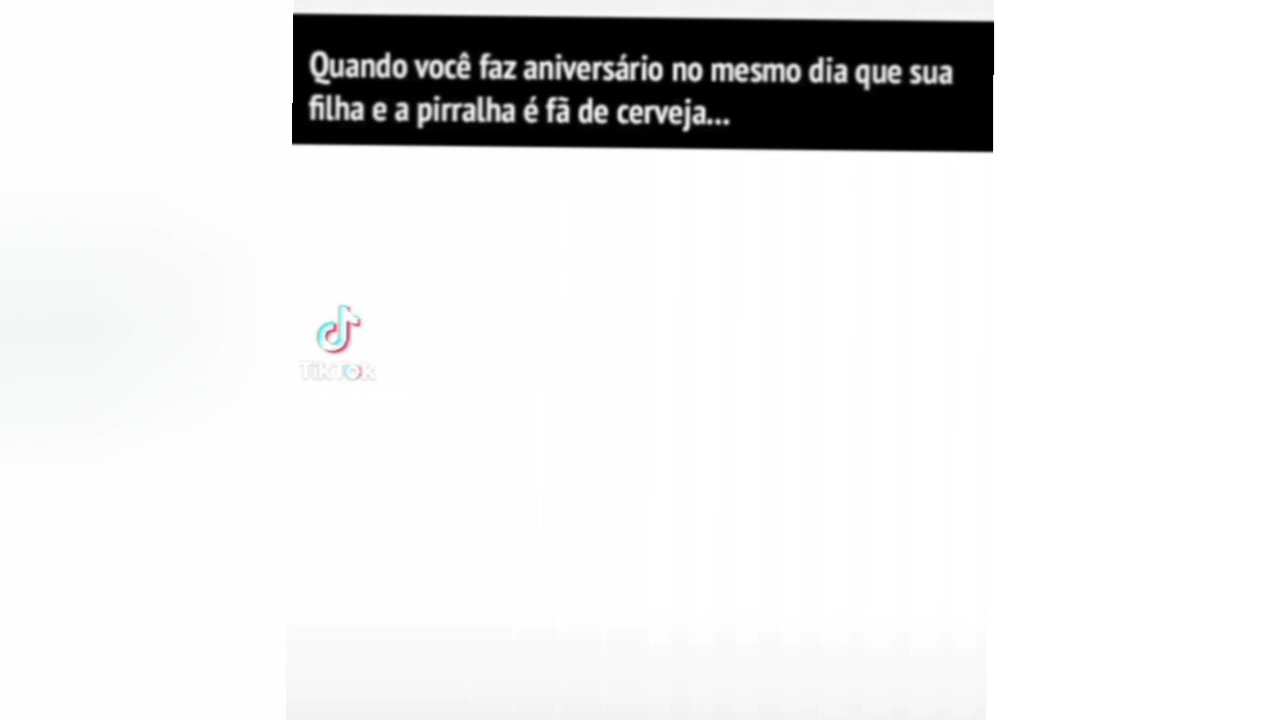 Quando você faz aniversário no mesmo dia que sua
filha e a pirralha é fã de cerveja...
TikTok